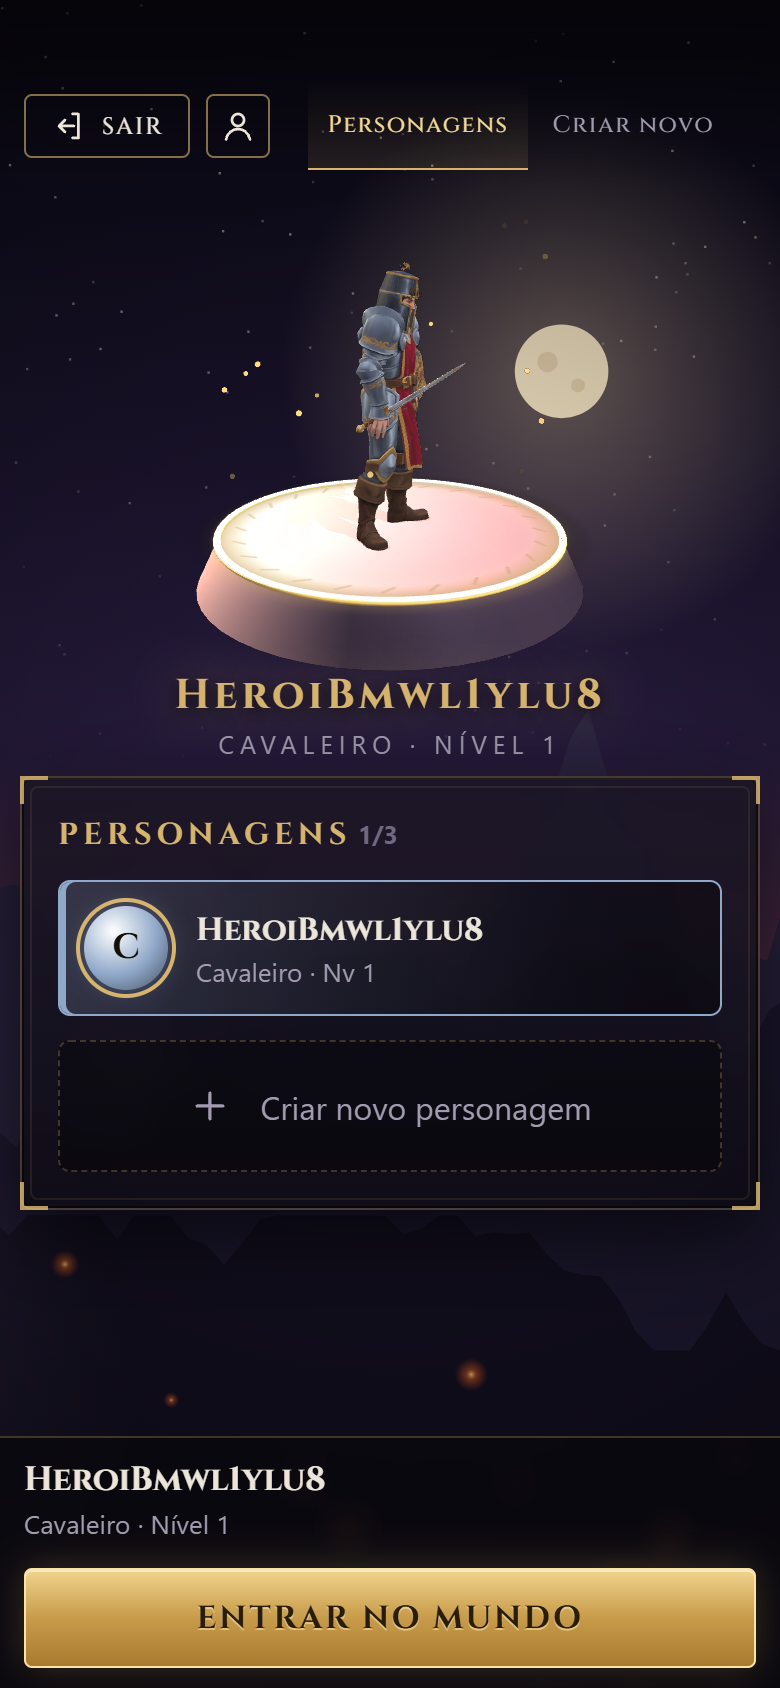 SAIR
Personagens
Criar novo
HeroiBmwl1ylu8
CAVALEIRO · NÍVEL 1
PERSONAGENS 1/3
C
HeroiBmwl1ylu8
Cavaleiro · Nv 1
+ Criar novo personagem
HeroiBmwl1ylu8
Cavaleiro · Nível 1
ENTRAR NO MUNDO